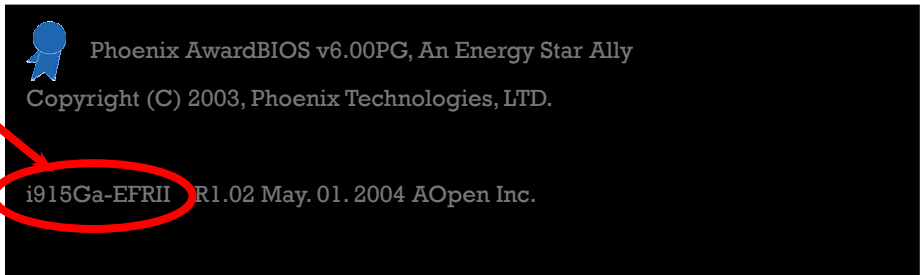 Phoenix AwardBIOS v6.00PG, An Energy Star Ally
Copyright (C) 2003, Phoenix Technologies, LTD.
i915Ga-EFRII R1.02 May. 01. 2004 AOpen Inc.